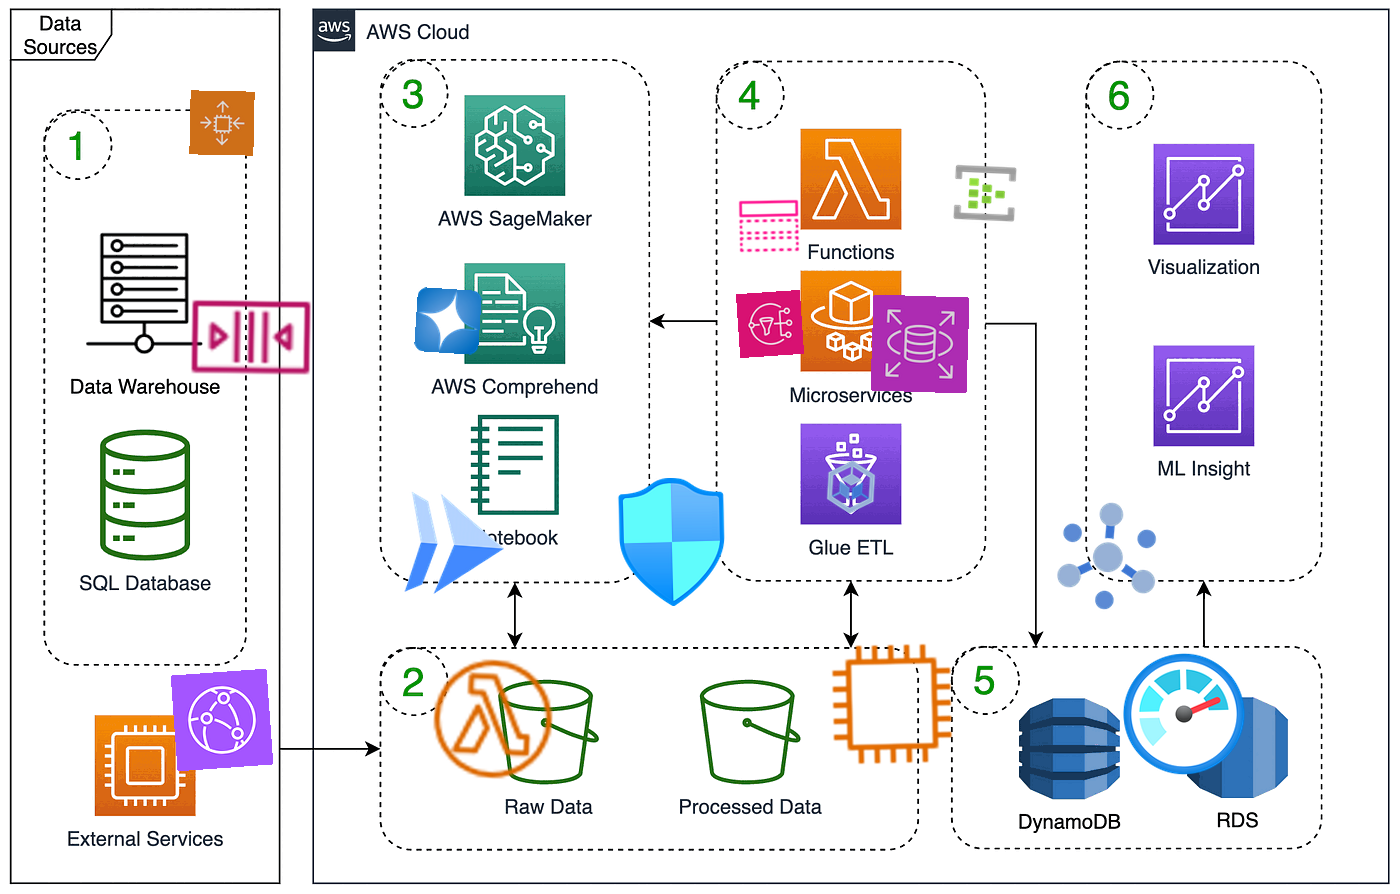 Data
Sources
aws
AWS Cloud
1
Data Warehouse
SQL Database
External Services
3
AWS SageMaker
AWS Comprehend
4
Functions
Microservices
Glue ETL
6
Visualization
ML Insight
2
Raw Data
Processed Data
5
DynamoDB
RDS